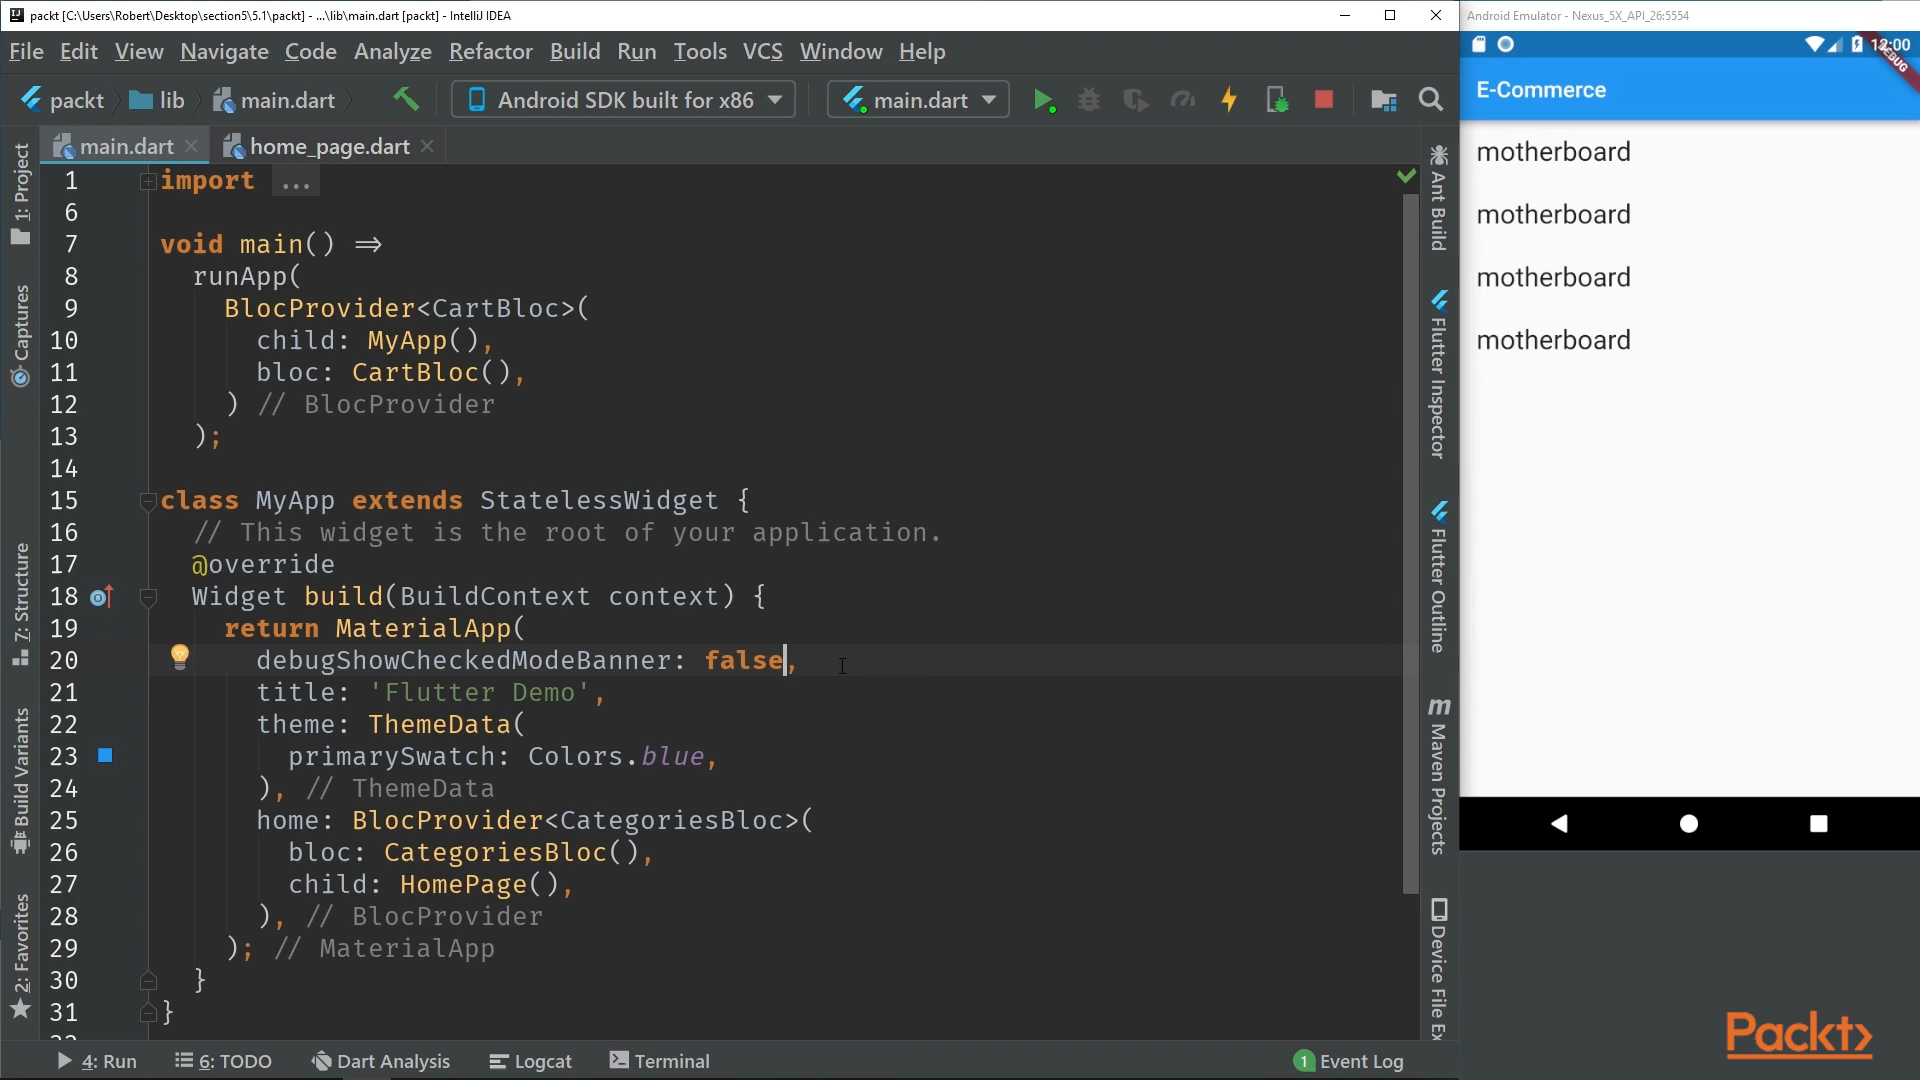 packt [C:\Users\Robert\Desktop\section5\5.1\packt] - ...\lib\main.dart [packt] - IntelliJ IDEA
File Edit View Navigate Code Analyze Refactor Build Run Tools VCS Window Help
packt lib main.dart Android SDK built for x86 main.dart
main.dart home_page.dart
1 import ...
6
7 void main() =>
8 runApp(
9 BlocProvider<CartBloc>(
10 child: MyApp(),
11 bloc: CartBloc(),
12 ) // BlocProvider
13 );
14
15 class MyApp extends StatelessWidget {
16 // This widget is the root of your application.
17 @override
18 Widget build(BuildContext context) {
19 return MaterialApp(
20 debugShowCheckedModeBanner: false,
21 title: 'Flutter Demo',
22 theme: ThemeData(
23 primarySwatch: Colors.blue,
24 ), // ThemeData
25 home: BlocProvider<CategoriesBloc>(
26 bloc: CategoriesBloc(),
27 child: HomePage(),
28 ), // BlocProvider
29 ); // MaterialApp
30 }
31 }
1: Project
Captures
7: Structure
Build Variants
2: Favorites
Ant Build
Flutter Inspector
Flutter Outline
m Maven Projects
Device File Ex
4: Run 6: TODO Dart Analysis Logcat Terminal 1 Event Log
Android Emulator - Nexus_5X_API_26:5554
12:00
DEBUG
E-Commerce
motherboard
motherboard
motherboard
motherboard
Packt>